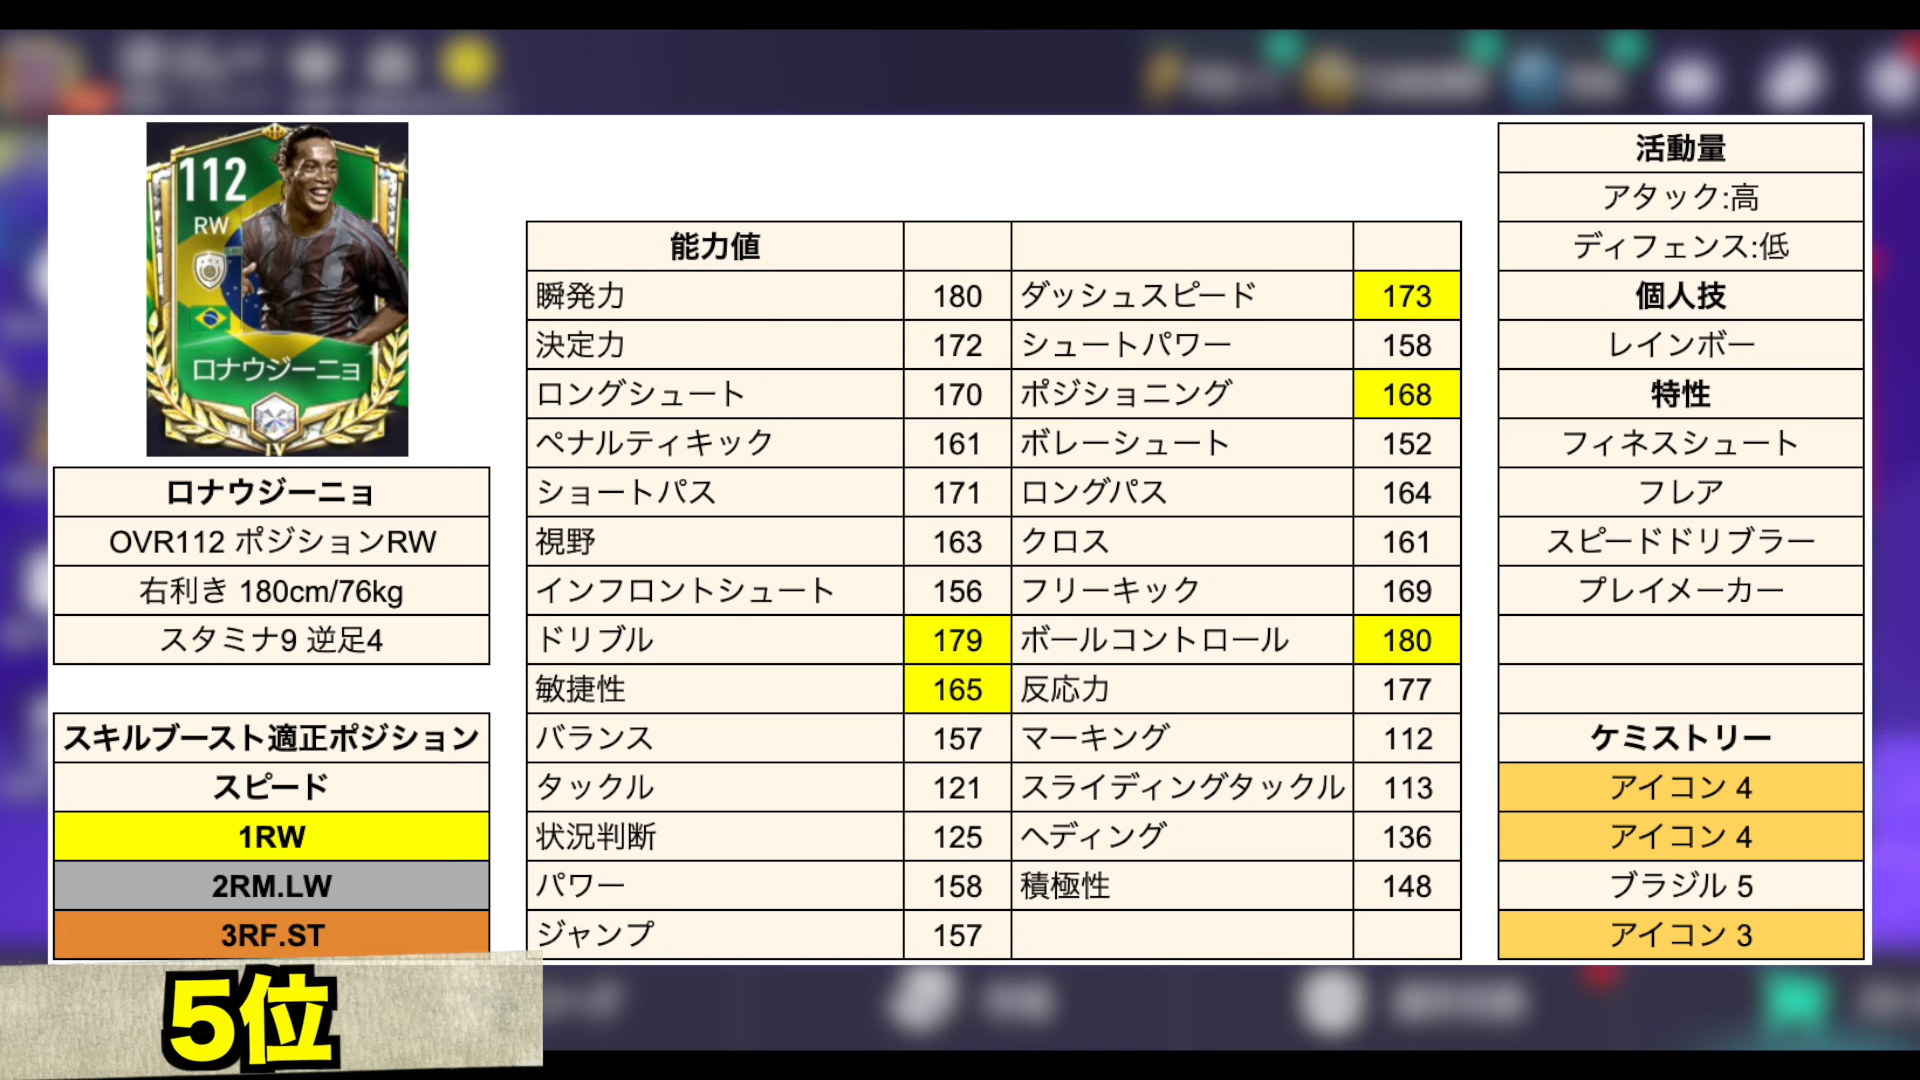 112
RW
ロナウジーニョ
IV
ロナウジーニョ
OVR112 ポジションRW
右利き 180cm/76kg
スタミナ9 逆足4
スキルブースト適正ポジション
スピード
1RW
2RM.LW
3RF.ST
5位
能力値
瞬発力 180 ダッシュスピード 173
決定力 172 シュートパワー 158
ロングシュート 170 ポジショニング 168
ペナルティキック 161 ボレーシュート 152
ショートパス 171 ロングパス 164
視野 163 クロス 161
インフロントシュート 156 フリーキック 169
ドリブル 179 ボールコントロール 180
敏捷性 165 反応力 177
バランス 157 マーキング 112
タックル 121 スライディングタックル 113
状況判断 125 ヘディング 136
パワー 158 積極性 148
ジャンプ 157
活動量
アタック:高
ディフェンス:低
個人技
レインボー
特性
フィネスシュート
フレア
スピードドリブラー
プレイメーカー
ケミストリー
アイコン 4
アイコン 4
ブラジル 5
アイコン 3